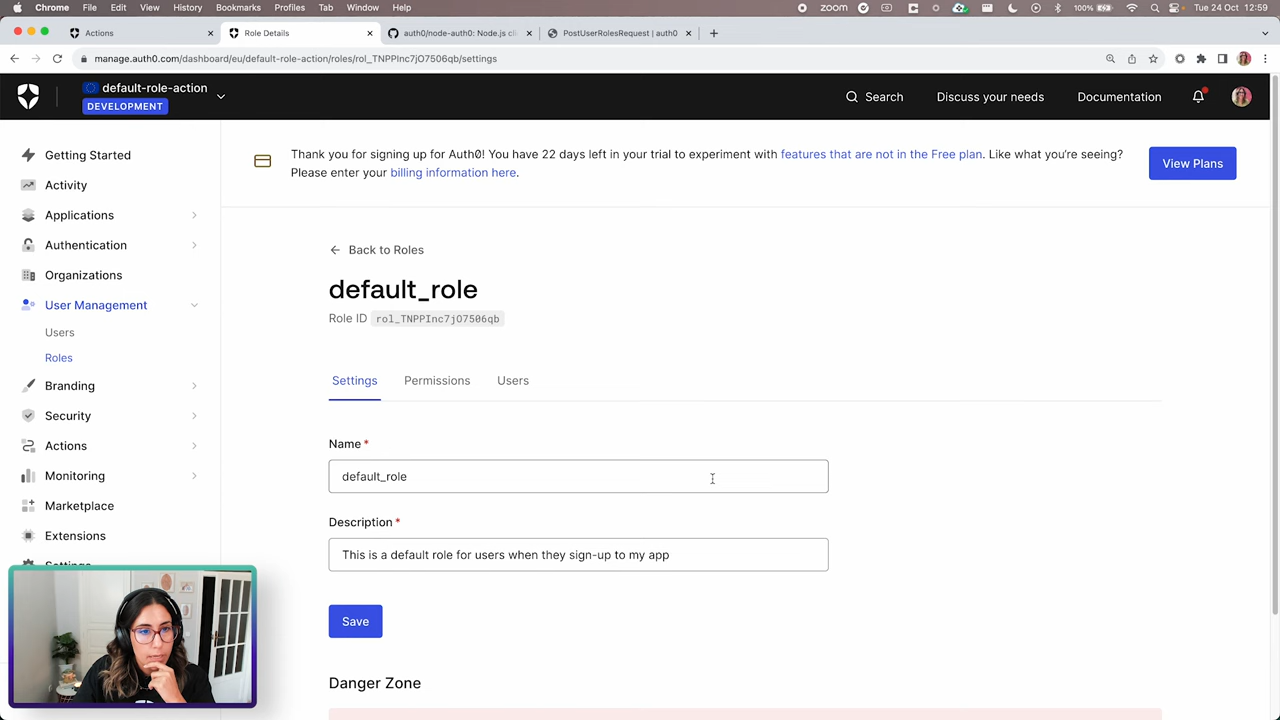 Chrome File Edit View History Bookmarks Profiles Tab Window Help zoom 100% Tue 24 Oct 12:59
Actions Role Details auth0/node-auth0: Node.js cli PostUserRolesRequest | auth0
manage.auth0.com/dashboard/eu/default-role-action/roles/rol_TNPPInc7jO7506qb/settings
default-role-action
DEVELOPMENT
Search Discuss your needs Documentation
Getting Started
Activity
Applications
Authentication
Organizations
User Management
Users
Roles
Branding
Security
Actions
Monitoring
Marketplace
Extensions
Settings
Thank you for signing up for Auth0! You have 22 days left in your trial to experiment with features that are not in the Free plan. Like what you're seeing?
Please enter your billing information here.
View Plans
Back to Roles
default_role
Role ID rol_TNPPInc7jO7506qb
Settings Permissions Users
Name *
default_role
Description *
This is a default role for users when they sign-up to my app
Save
Danger Zone